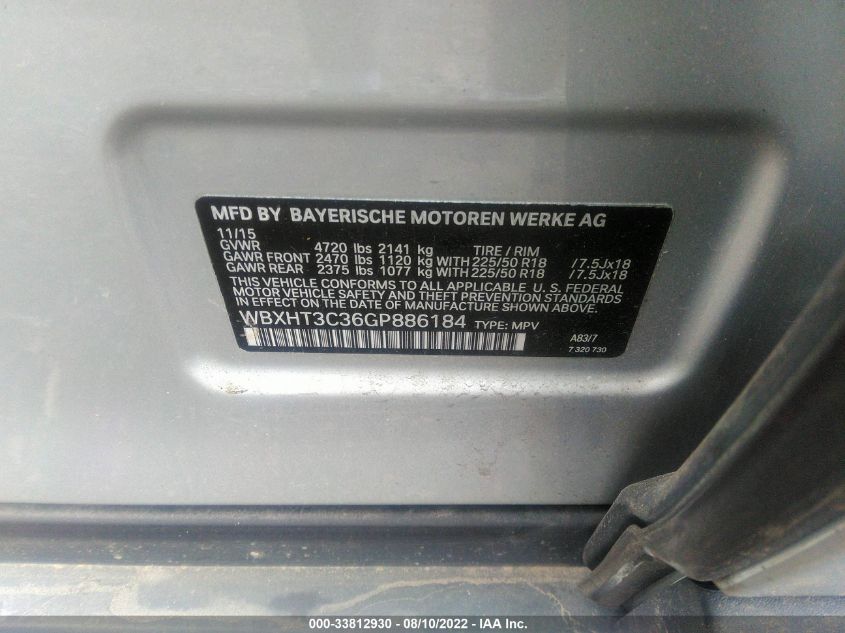 MFD BY BAYERISCHE MOTOREN WERKE AG
11/15
GVWR 4720 lbs 2141 kg TIRE / RIM
GAWR FRONT 2470 lbs 1120 kg WITH 225/50 R18 /7.5Jx18
GAWR REAR 2375 lbs 1077 kg WITH 225/50 R18 /7.5Jx18
THIS VEHICLE CONFORMS TO ALL APPLICABLE U. S. FEDERAL
MOTOR VEHICLE SAFETY AND THEFT PREVENTION STANDARDS
IN EFFECT ON THE DATE OF MANUFACTURE SHOWN ABOVE.
WBXHT3C36GP886184 TYPE: MPV
A83/7
7 320 730
000-33812930 - 08/10/2022 - IAA Inc.